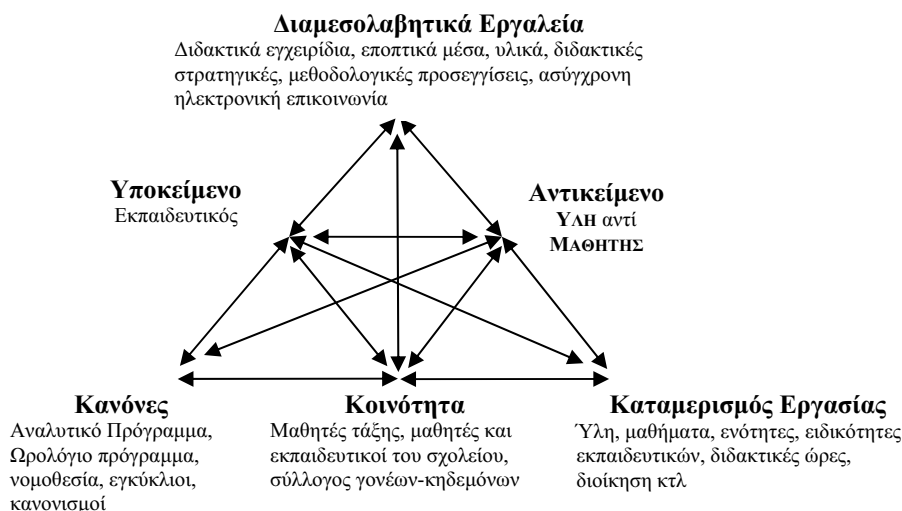 Διαμεσολαβητικά Εργαλεία
Διδακτικά εγχειρίδια, εποπτικά μέσα, υλικά, διδακτικές
στρατηγικές, μεθοδολογικές προσεγγίσεις, ασύγχρονη
ηλεκτρονική επικοινωνία
Υποκείμενο
Εκπαιδευτικός
Αντικείμενο
ΥΛΗ αντί
ΜΑΘΗΤΗΣ
Κανόνες
Αναλυτικό Πρόγραμμα,
Ωρολόγιο πρόγραμμα,
νομοθεσία, εγκύκλιοι,
κανονισμοί
Κοινότητα
Μαθητές τάξης, μαθητές και
εκπαιδευτικοί του σχολείου,
σύλλογος γονέων-κηδεμόνων
Καταμερισμός Εργασίας
Ύλη, μαθήματα, ενότητες, ειδικότητες
εκπαιδευτικών, διδακτικές ώρες,
διοίκηση κτλ